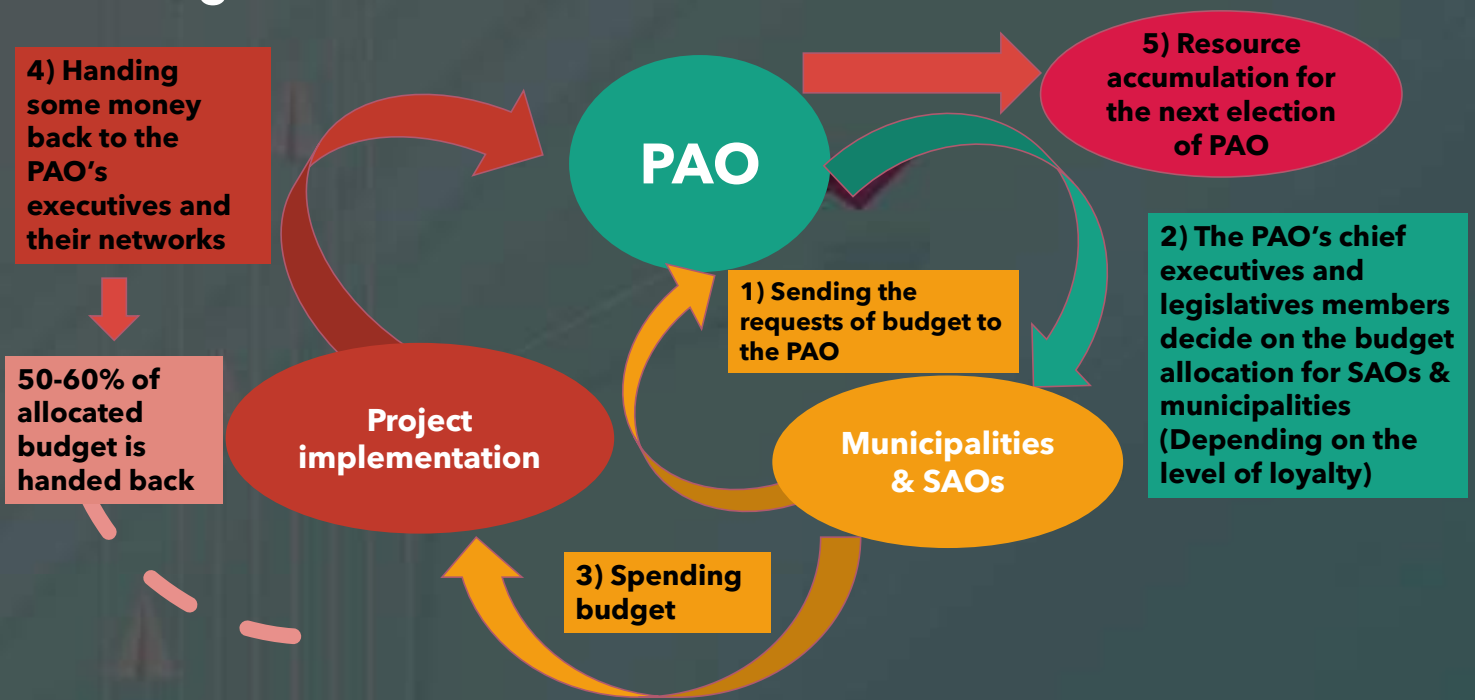 4) Handing
some money
back to the
PAO's
executives and
their networks
50-60% of
allocated
budget is
handed back
Project
implementation
PAO
1) Sending the
requests of budget to
the PAO
3) Spending
budget
Municipalities
& SAOs
5) Resource
accumulation for
the next election
of PAO
2) The PAO's chief
executives and
legislatives members
decide on the budget
allocation for SAOs &
municipalities
(Depending on the
level of loyalty)